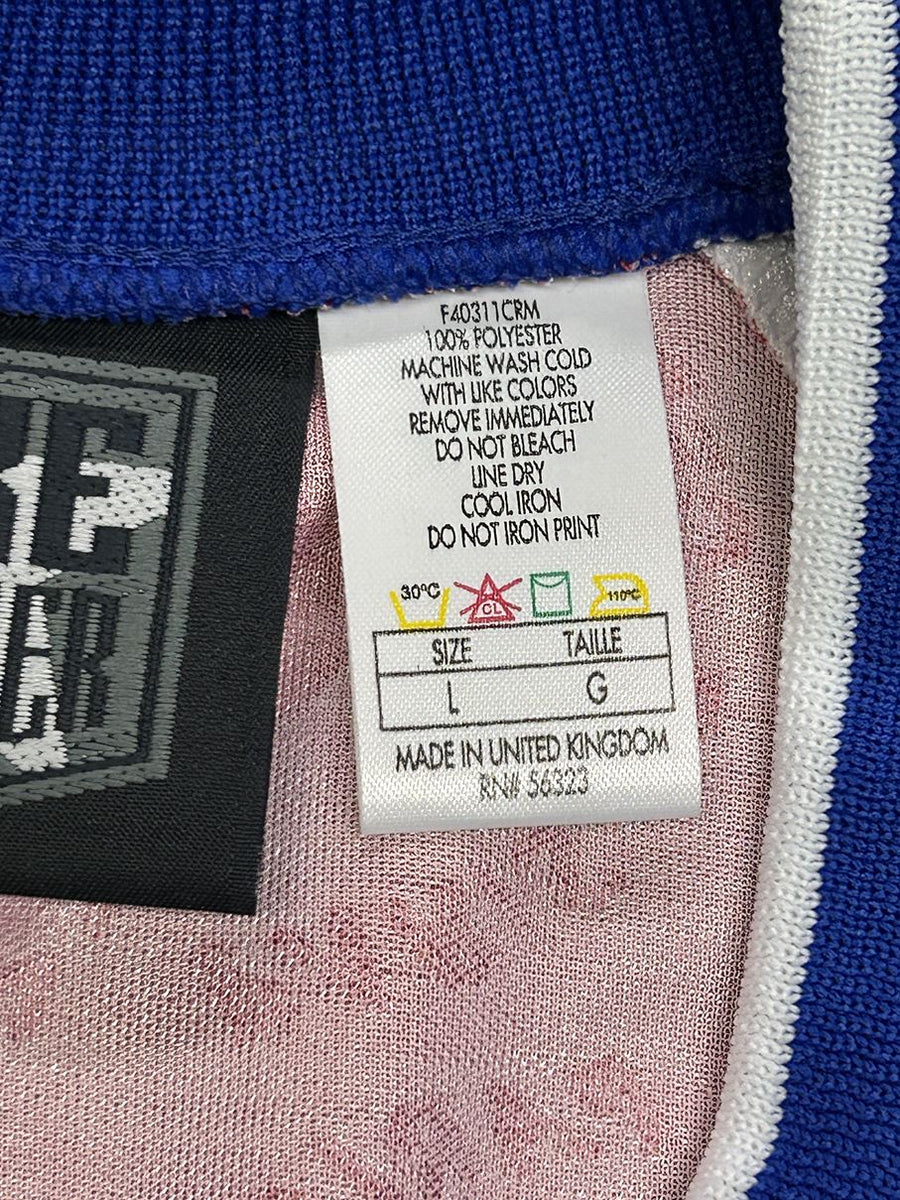 F40311CRM
100% POLYESTER
MACHINE WASH COLD
WITH LIKE COLORS
REMOVE IMMEDIATELY
DO NOT BLEACH
LINE DRY
COOL IRON
DO NOT IRON PRINT
30°C CL 110°C
SIZE TAILLE
L G
MADE IN UNITED KINGDOM
RN# 56323